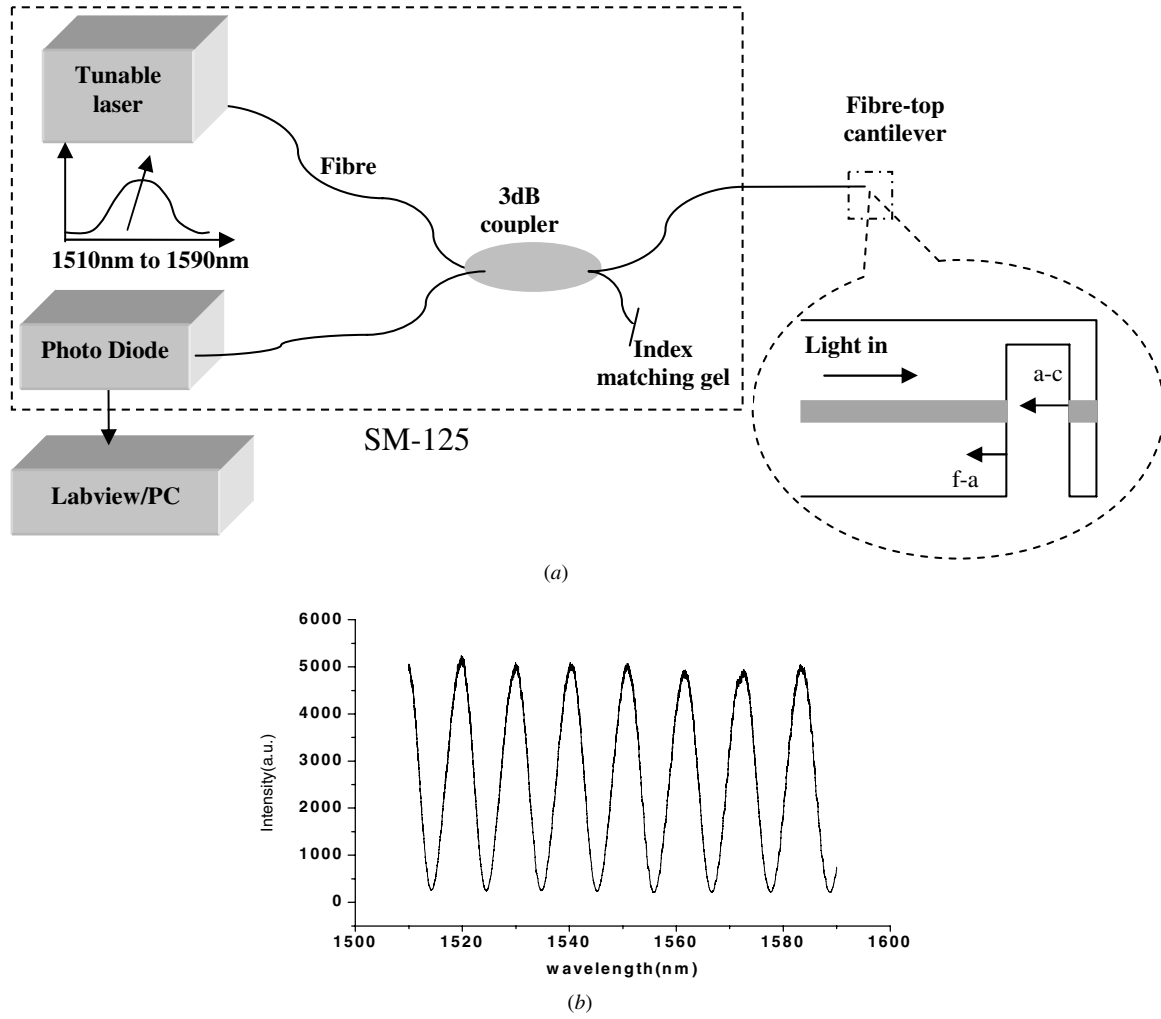 Tunable
laser
Fibre
1510nm to 1590nm
3dB
coupler
Fibre-top
cantilever
Photo Diode
Index
matching gel
Light in
a-c
f-a
SM-125
Labview/PC
(a)
6000
5000
4000
3000
2000
1000
0
Intensity(a.u.)
1500
1520
1540
1560
1580
1600
wavelength(nm)
(b)